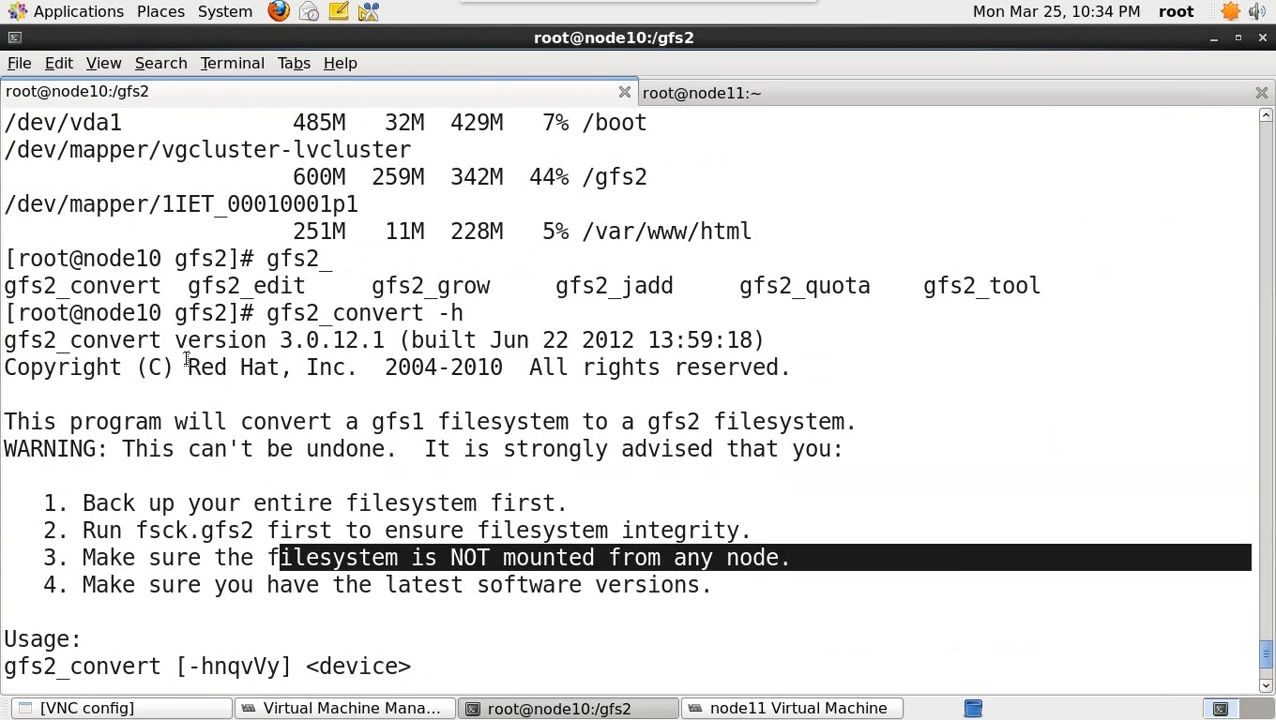 Applications Places System Mon Mar 25, 10:34 PM root
root@node10:/gfs2
File Edit View Search Terminal Tabs Help
root@node10:/gfs2 root@node11:~
/dev/vda1 485M 32M 429M 7% /boot
/dev/mapper/vgcluster-lvcluster
600M 259M 342M 44% /gfs2
/dev/mapper/1IET_00010001p1
251M 11M 228M 5% /var/www/html
[root@node10 gfs2]# gfs2_
gfs2_convert gfs2_edit gfs2_grow gfs2_jadd gfs2_quota gfs2_tool
[root@node10 gfs2]# gfs2_convert -h
gfs2_convert version 3.0.12.1 (built Jun 22 2012 13:59:18)
Copyright (C) Red Hat, Inc. 2004-2010 All rights reserved.
This program will convert a gfs1 filesystem to a gfs2 filesystem.
WARNING: This can't be undone. It is strongly advised that you:
1. Back up your entire filesystem first.
2. Run fsck.gfs2 first to ensure filesystem integrity.
3. Make sure the filesystem is NOT mounted from any node.
4. Make sure you have the latest software versions.
Usage:
gfs2_convert [-hnqvVy] <device>
[VNC config] Virtual Machine Mana... root@node10:/gfs2 node11 Virtual Machine